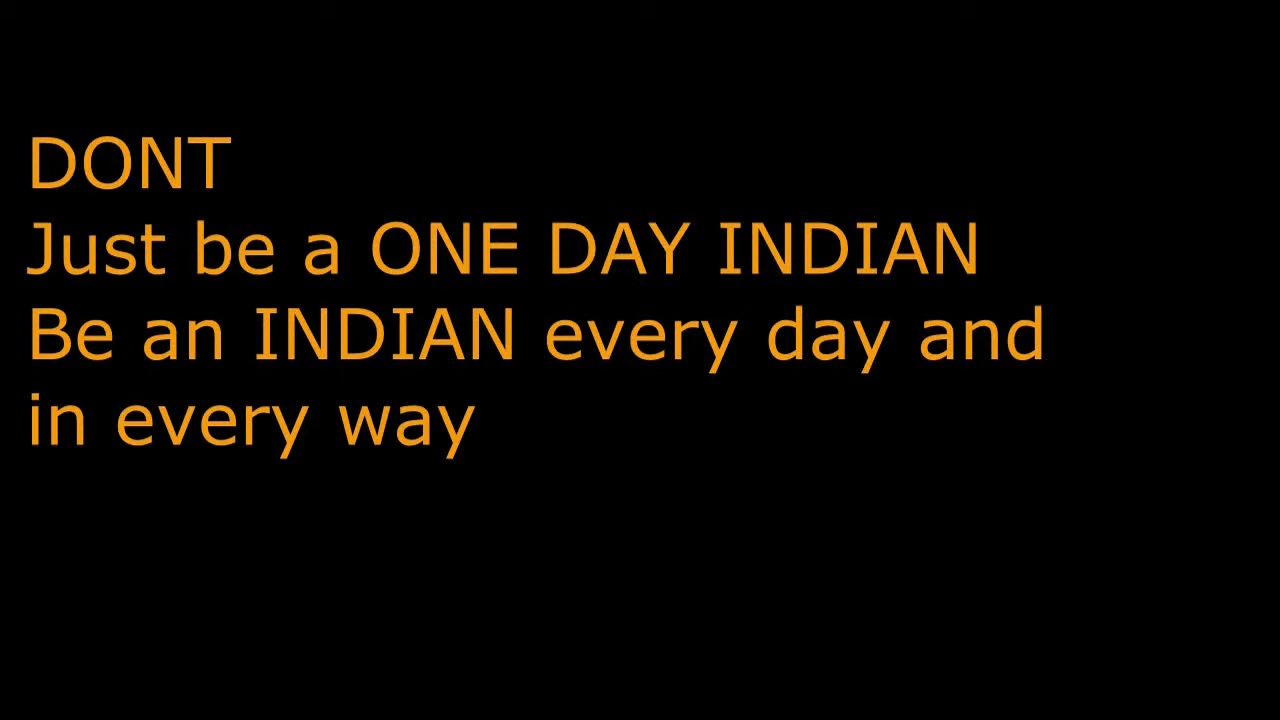 DONT
Just be a ONE DAY INDIAN
Be an INDIAN every day and
in every way